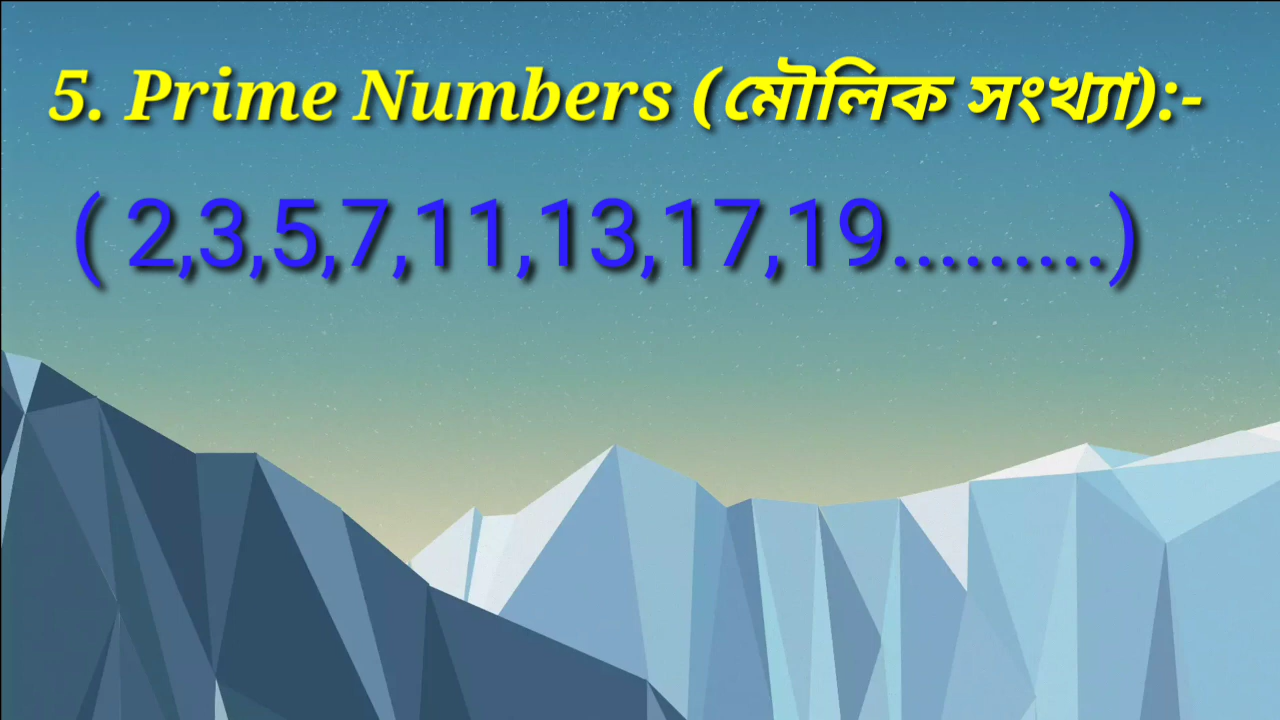 5. Prime Numbers (মৌলিক সংখ্যা):-
( 2,3,5,7,11,13,17,19.........)